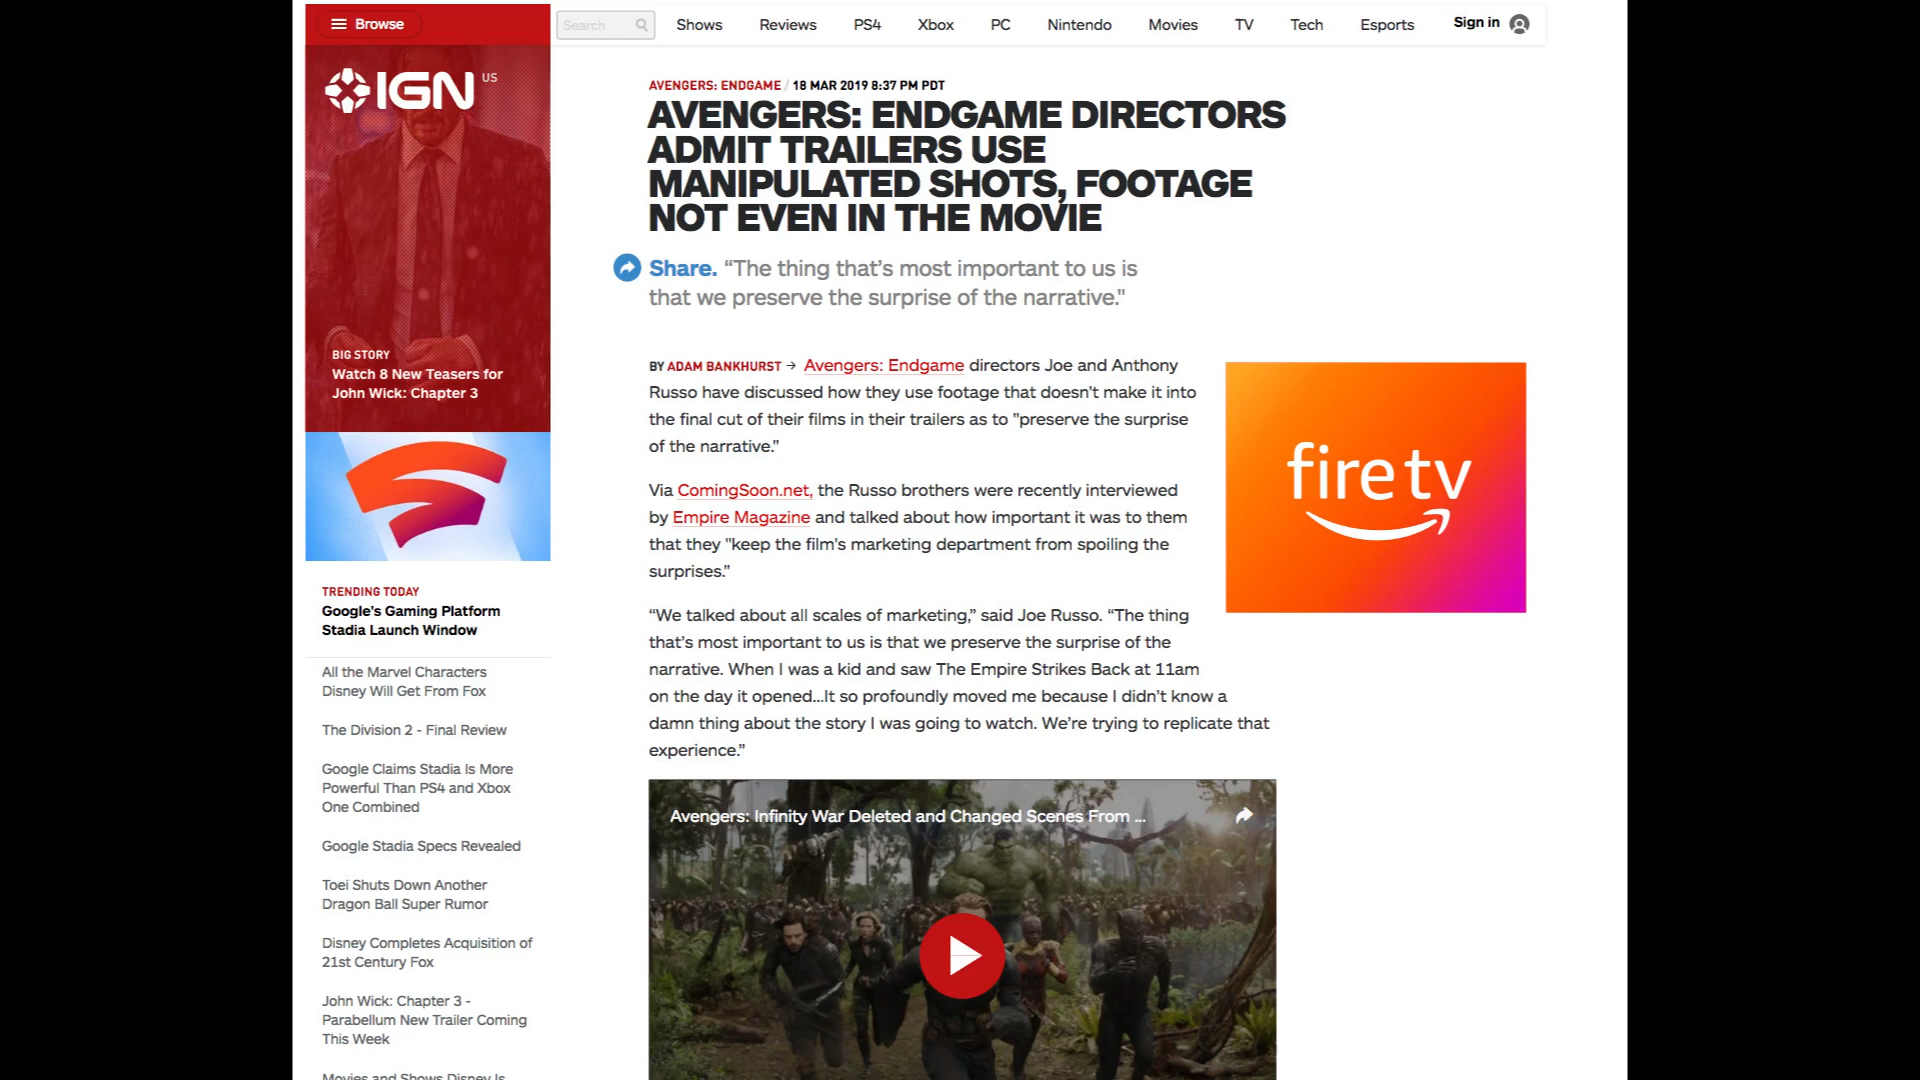 Browse
Search
Shows
Reviews
PS4
Xbox
PC
Nintendo
Movies
TV
Tech
Esports
Sign in
IGN
US
BIG STORY
Watch 8 New Teasers for
John Wick: Chapter 3
TRENDING TODAY
Google's Gaming Platform
Stadia Launch Window
All the Marvel Characters
Disney Will Get From Fox
The Division 2 - Final Review
Google Claims Stadia Is More
Powerful Than PS4 and Xbox
One Combined
Google Stadia Specs Revealed
Toei Shuts Down Another
Dragon Ball Super Rumor
Disney Completes Acquisition of
21st Century Fox
John Wick: Chapter 3 -
Parabellum New Trailer Coming
This Week
Movies and Shows Disney Is
AVENGERS: ENDGAME / 18 MAR 2019 8:37 PM PDT
AVENGERS: ENDGAME DIRECTORS
ADMIT TRAILERS USE
MANIPULATED SHOTS, FOOTAGE
NOT EVEN IN THE MOVIE
Share. “The thing that's most important to us is
that we preserve the surprise of the narrative."
BY ADAM BANKHURST → Avengers: Endgame directors Joe and Anthony
Russo have discussed how they use footage that doesn't make it into
the final cut of their films in their trailers as to "preserve the surprise
of the narrative."
Via ComingSoon.net, the Russo brothers were recently interviewed
by Empire Magazine and talked about how important it was to them
that they "keep the film's marketing department from spoiling the
surprises.”
“We talked about all scales of marketing,” said Joe Russo. “The thing
that's most important to us is that we preserve the surprise of the
narrative. When I was a kid and saw The Empire Strikes Back at 11am
on the day it opened...It so profoundly moved me because I didn't know a
damn thing about the story I was going to watch. We're trying to replicate that
experience.”
fire tv
Avengers: Infinity War Deleted and Changed Scenes From ...